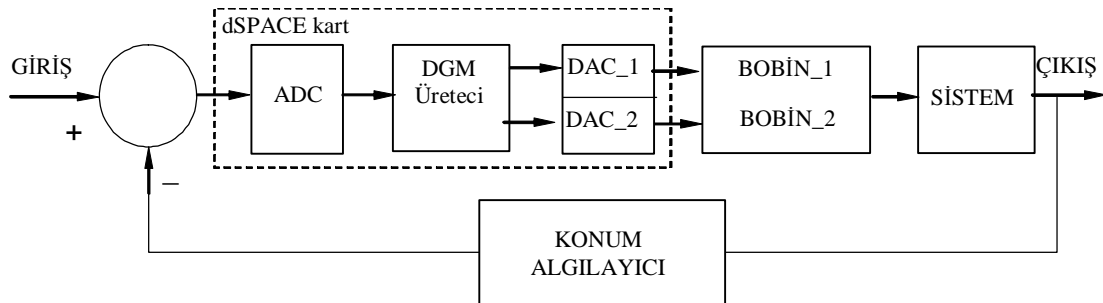 dSPACE kart
GİRİŞ
+
−
ADC
DGM
Üreteci
DAC_1
DAC_2
BOBİN_1
BOBİN_2
SİSTEM
ÇIKIŞ
KONUM
ALGILAYICI